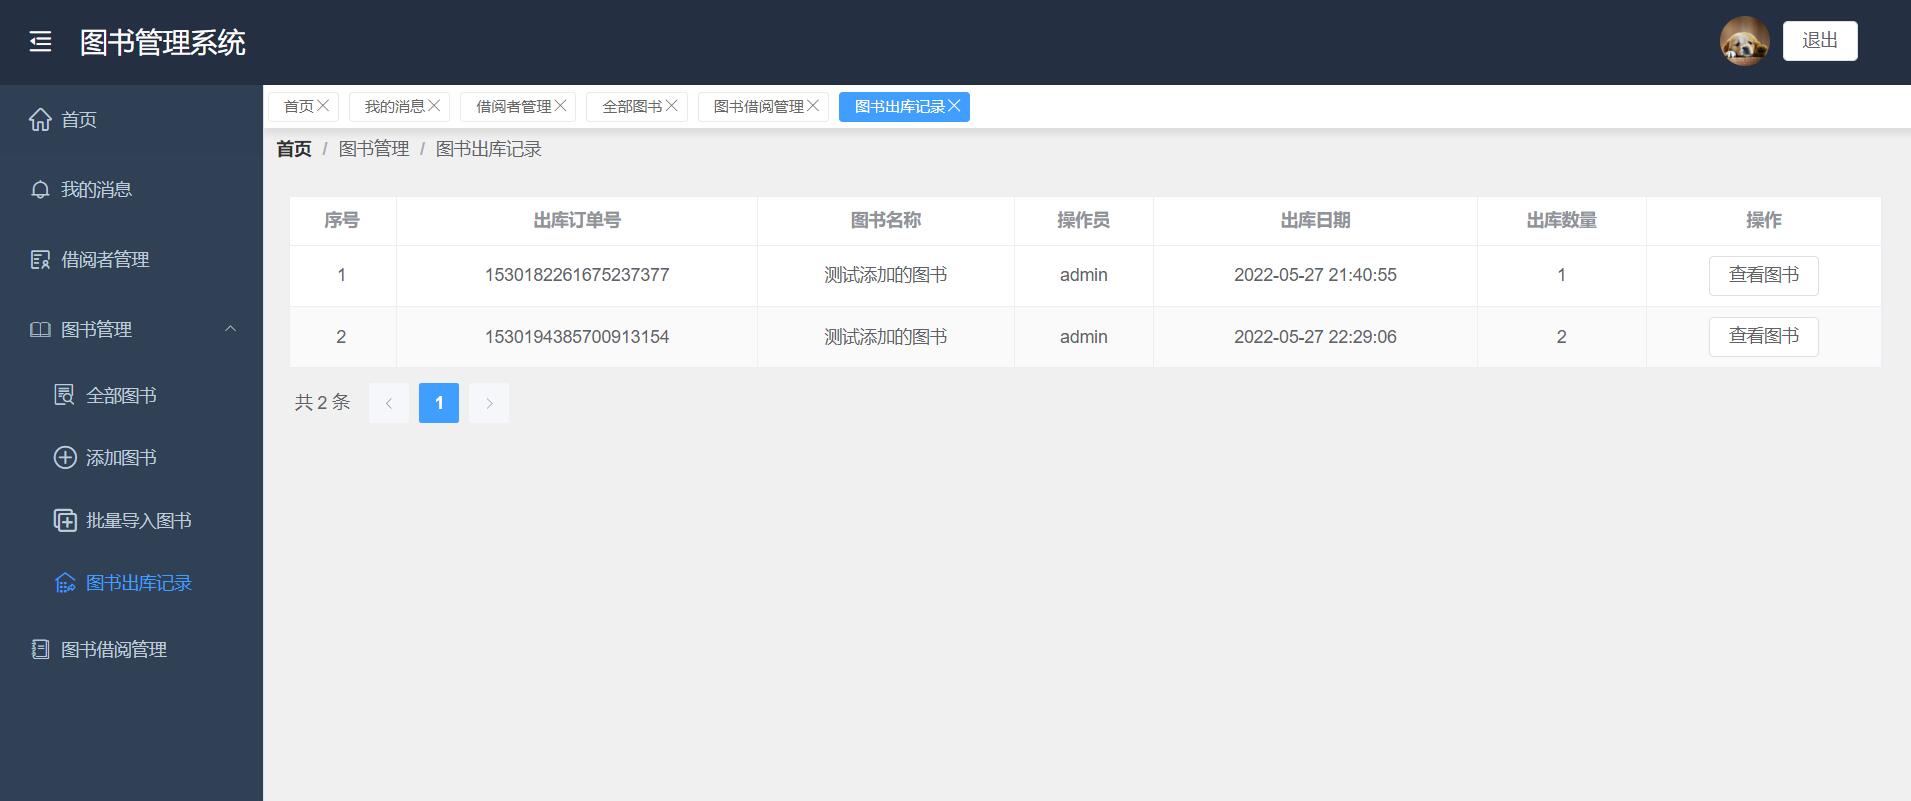 图书管理系统
退出
首页
我的消息
借阅者管理
图书管理
全部图书
添加图书
批量导入图书
图书出库记录
图书借阅管理
首页 我的消息 借阅者管理 全部图书 图书借阅管理 图书出库记录
首页 / 图书管理 / 图书出库记录
序号 出库订单号 图书名称 操作员 出库日期 出库数量 操作
1 1530182261675237377 测试添加的图书 admin 2022-05-27 21:40:55 1 查看图书
2 1530194385700913154 测试添加的图书 admin 2022-05-27 22:29:06 2 查看图书
共 2 条 1